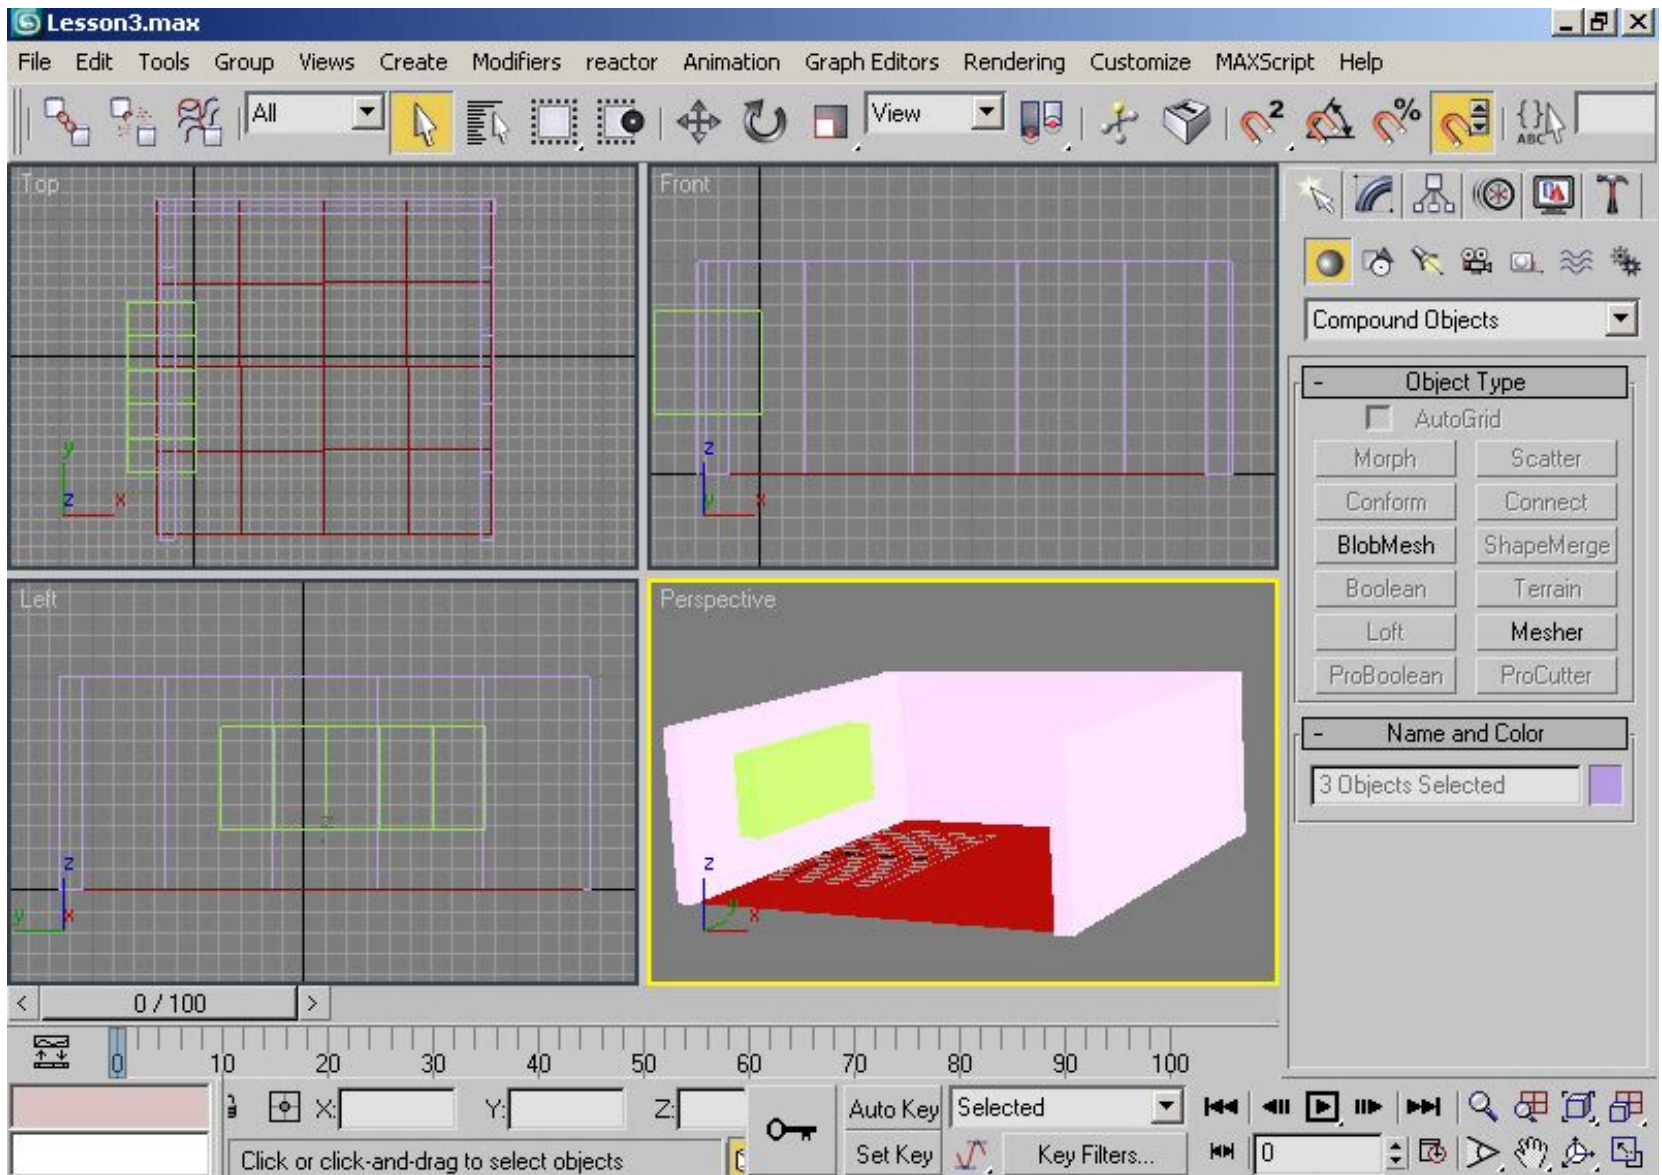 Lesson3.max
File Edit Tools Group Views Create Modifiers reactor Animation Graph Editors Rendering Customize MAXScript Help
All View 2 % {} ABC
Top Front
y z x
z y x
Compound Objects
- Object Type
AutoGrid
Morph Scatter
Conform Connect
BlobMesh ShapeMerge
Boolean Terrain
Loft Mesher
ProBoolean ProCutter
- Name and Color
3 Objects Selected
Left Perspective
z y x
z y x
< 0 / 100 >
0 10 20 30 40 50 60 70 80 90 100
X: Y: Z: Auto Key Selected
Click or click-and-drag to select objects Set Key Key Filters... 0